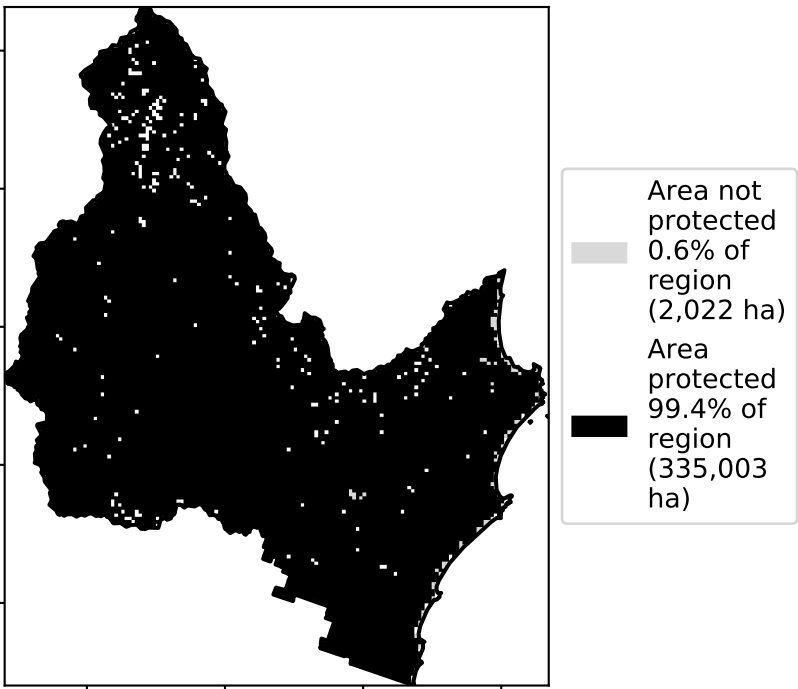 Area not
protected
0.6% of
region
(2,022 ha)
Area
protected
99.4% of
region
(335,003
ha)